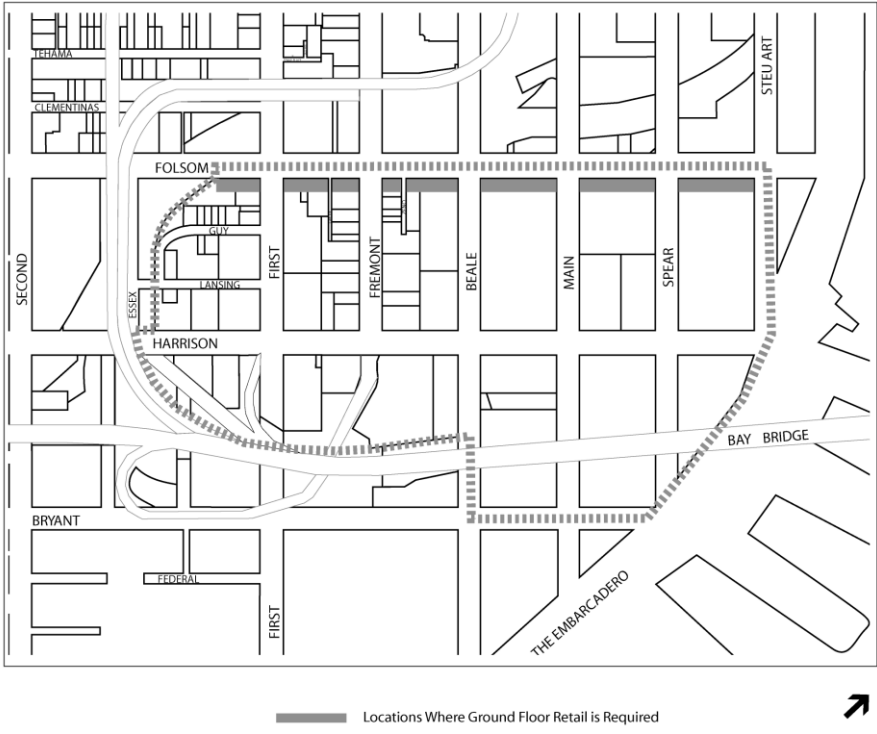 TEHAMA
STEU ART
CLEMENTINAS
FOLSOM
GUY
SECOND
FIRST
FREMONT
BEALE
MAIN
SPEAR
LANSING
ESSEX
HARRISON
BAY BRIDGE
BRYANT
FEDERAL
FIRST
THE EMBARCADERO
Locations Where Ground Floor Retail is Required